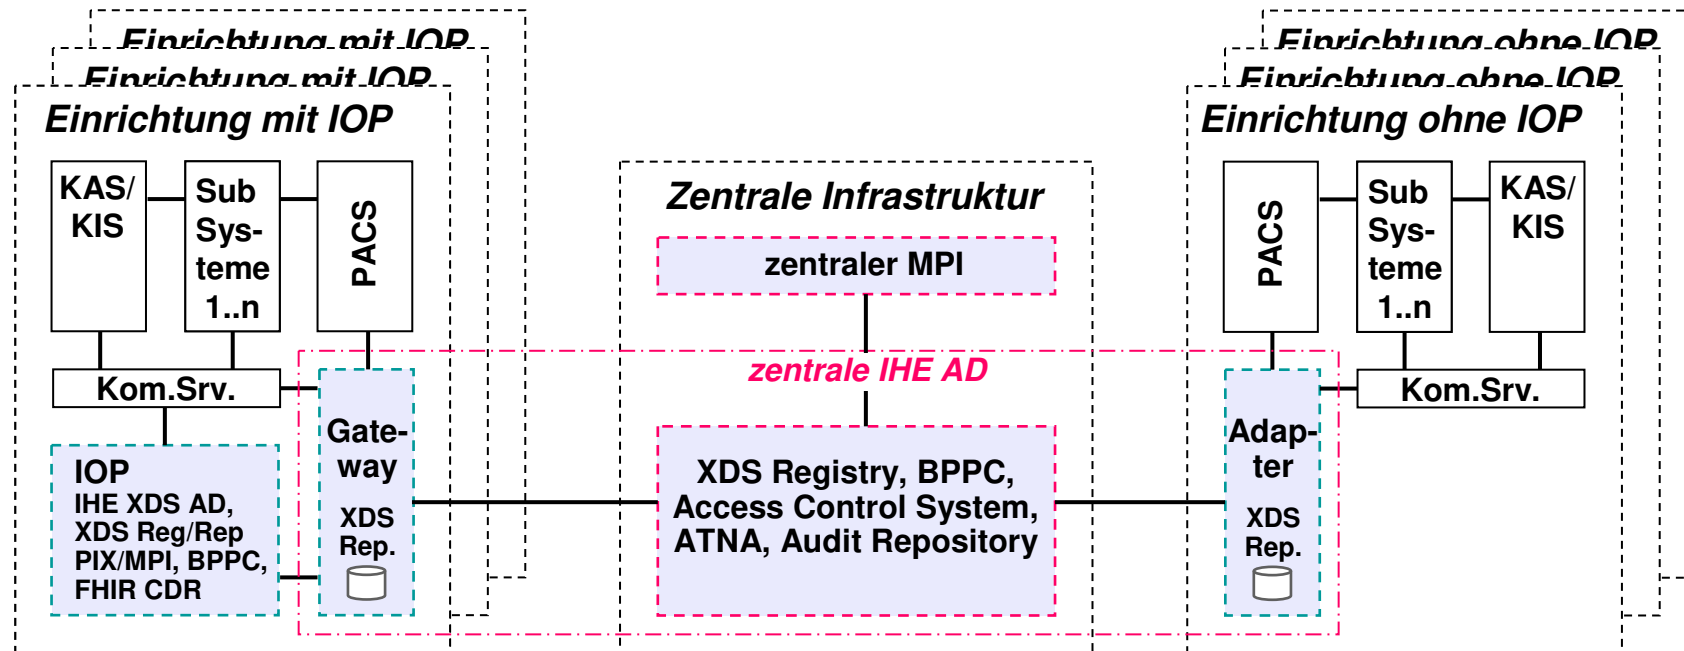 Einrichtung mit IOP
Einrichtung mit IOP
Einrichtung mit IOP
KAS/
KIS
Sub
Sys-
teme
1..n
PACS
Kom.Srv.
IOP
IHE XDS AD,
XDS Reg/Rep
PIX/MPI, BPPC,
FHIR CDR
Gate-
way
XDS
Rep.
Zentrale Infrastruktur
zentraler MPI
zentrale IHE AD
XDS Registry, BPPC,
Access Control System,
ATNA, Audit Repository
Einrichtung ohne IOP
Einrichtung ohne IOP
Einrichtung ohne IOP
PACS
Sub
Sys-
teme
1..n
KAS/
KIS
Kom.Srv.
Adap-
ter
XDS
Rep.